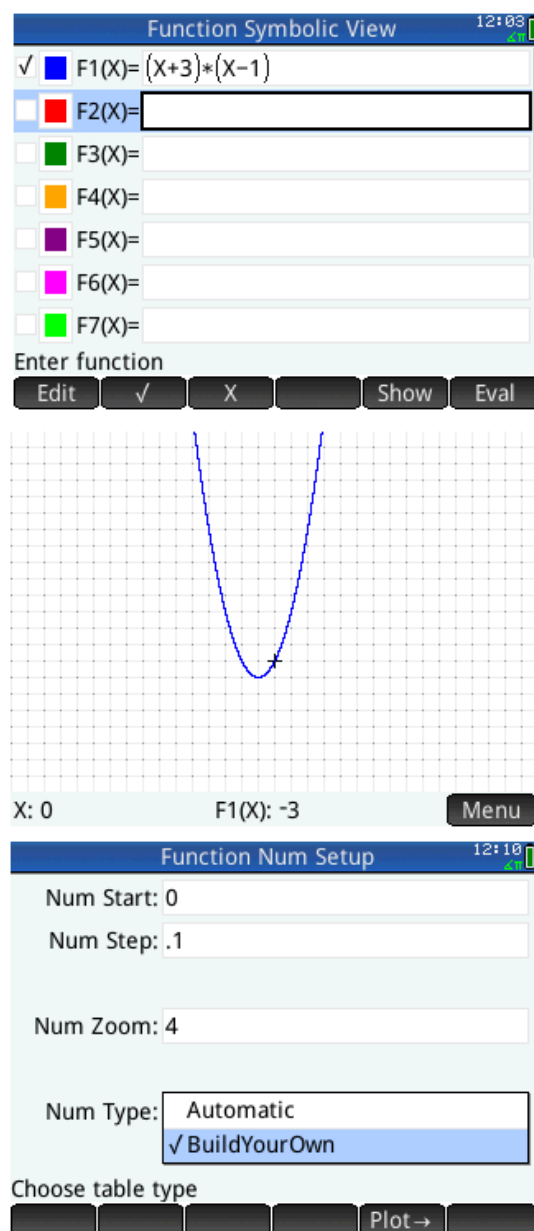 Function Symbolic View 12:03
∡π
√ F1(X)= (X+3)*(X−1)
F2(X)=
F3(X)=
F4(X)=
F5(X)=
F6(X)=
F7(X)=
Enter function
Edit √ X Show Eval
X: 0 F1(X): -3 Menu
Function Num Setup 12:10
∡π
Num Start: 0
Num Step: .1
Num Zoom: 4
Num Type: Automatic
√ BuildYourOwn
Choose table type
Plot→